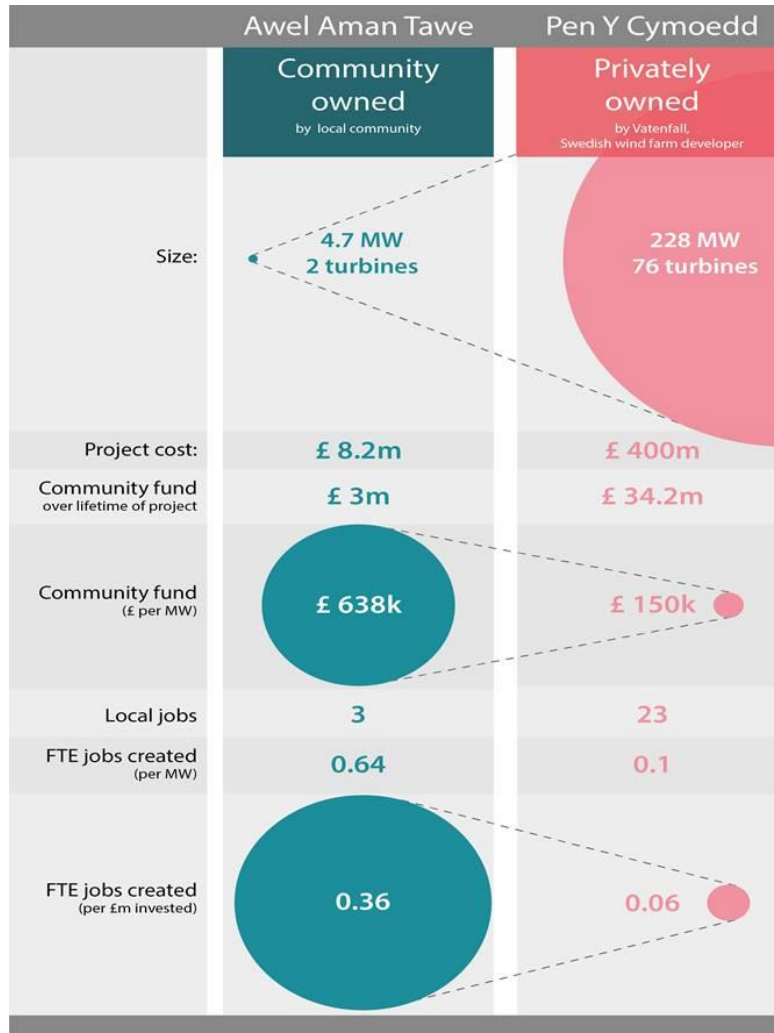 Awel Aman Tawe
Pen Y Cymoedd
Community
owned
by local community
Privately
owned
by Vatenfall,
Swedish wind farm developer
Size:
4.7 MW
2 turbines
228 MW
76 turbines
Project cost:
£ 8.2m
£ 400m
Community fund
over lifetime of project
£ 3m
£ 34.2m
Community fund
(£ per MW)
£ 638k
£ 150k
Local jobs
3
23
FTE jobs created
(per MW)
0.64
0.1
FTE jobs created
(per £m invested)
0.36
0.06